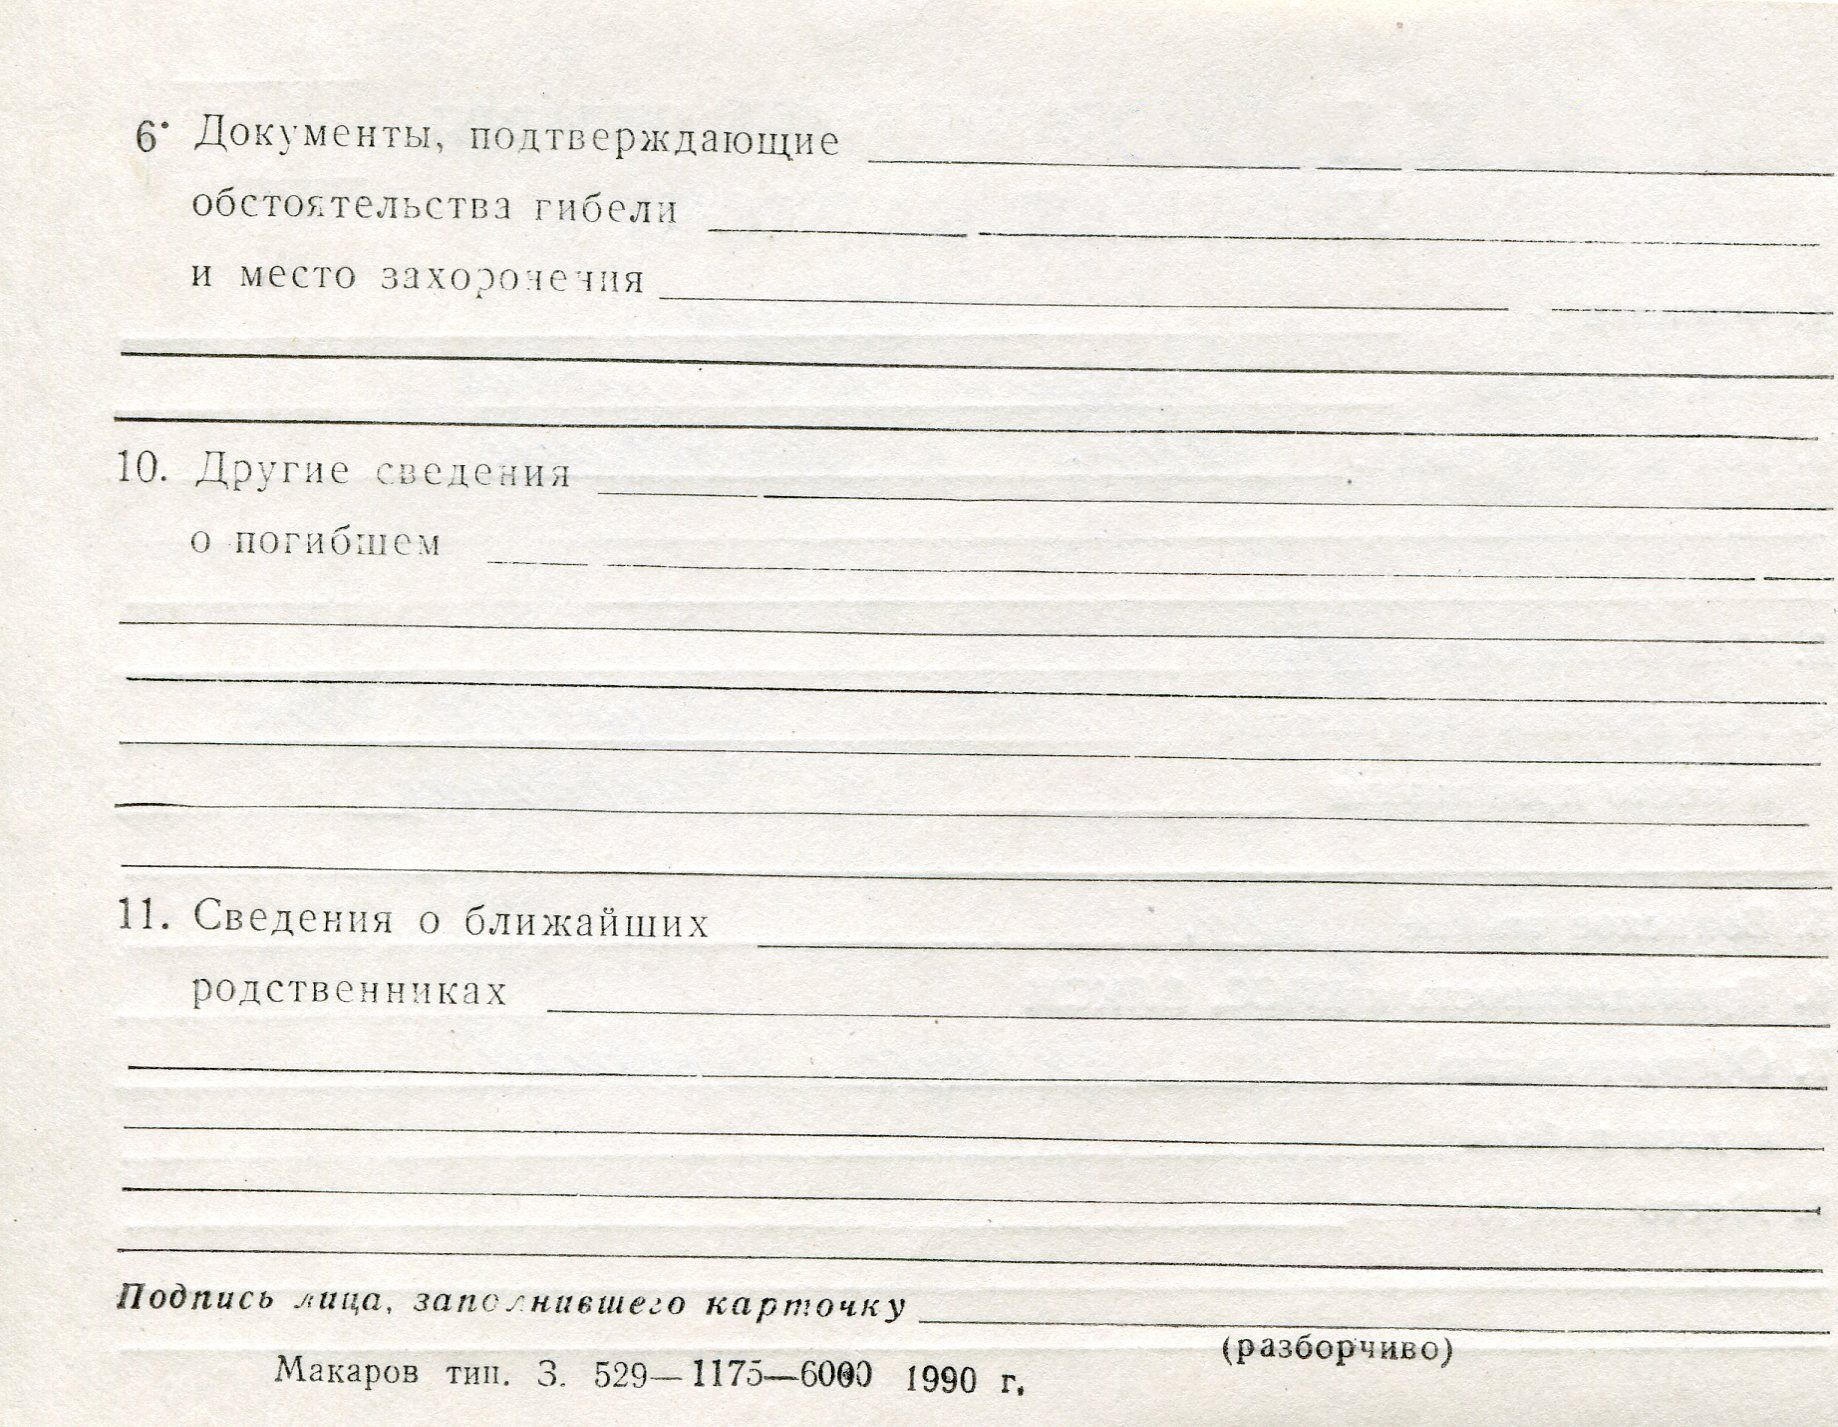 6. Документы, подтверждающие
обстоятельства гибели
и место захоронения
10. Другие сведения
о погибшем
11. Сведения о ближайших
родственниках
Подпись лица, заполнившего карточку
(разборчиво)
Макаров тип. З. 529—1175—6000 1990 г.